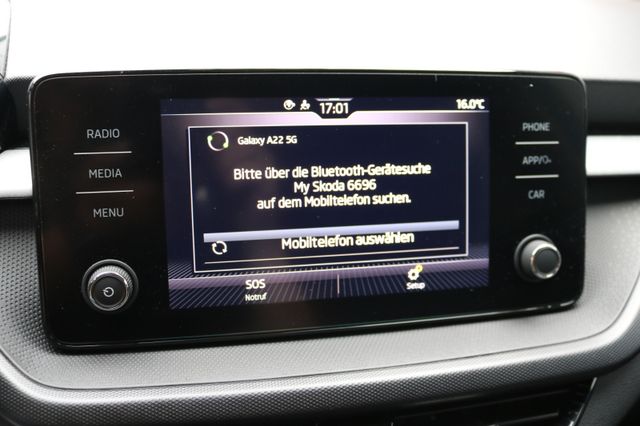 17:01
16.0°C
RADIO
MEDIA
MENU
Galaxy A22 5G
Bitte über die Bluetooth-Gerätesuche
My Skoda 6696
auf dem Mobiltelefon suchen.
Mobiltelefon auswählen
SOS
Notruf
Setup
PHONE
APP/
CAR